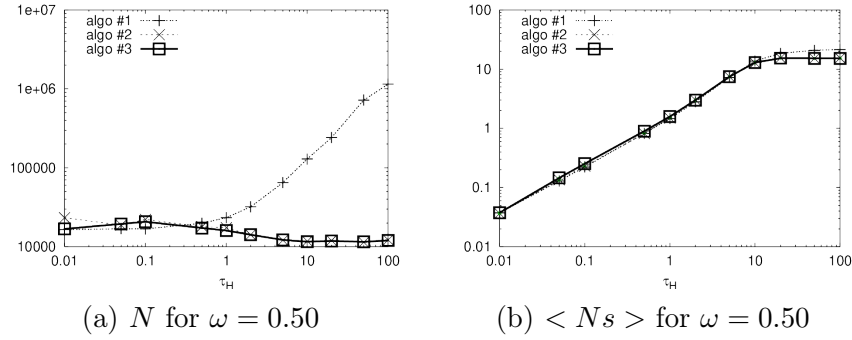 1e+07
1e+06
100000
10000
algo #1
algo #2
algo #3
0.01 0.1 1 10 100
τH
(a) N for ω = 0.50
100
10
1
0.1
0.01
algo #1
algo #2
algo #3
0.01 0.1 1 10 100
τH
(b) < Ns > for ω = 0.50